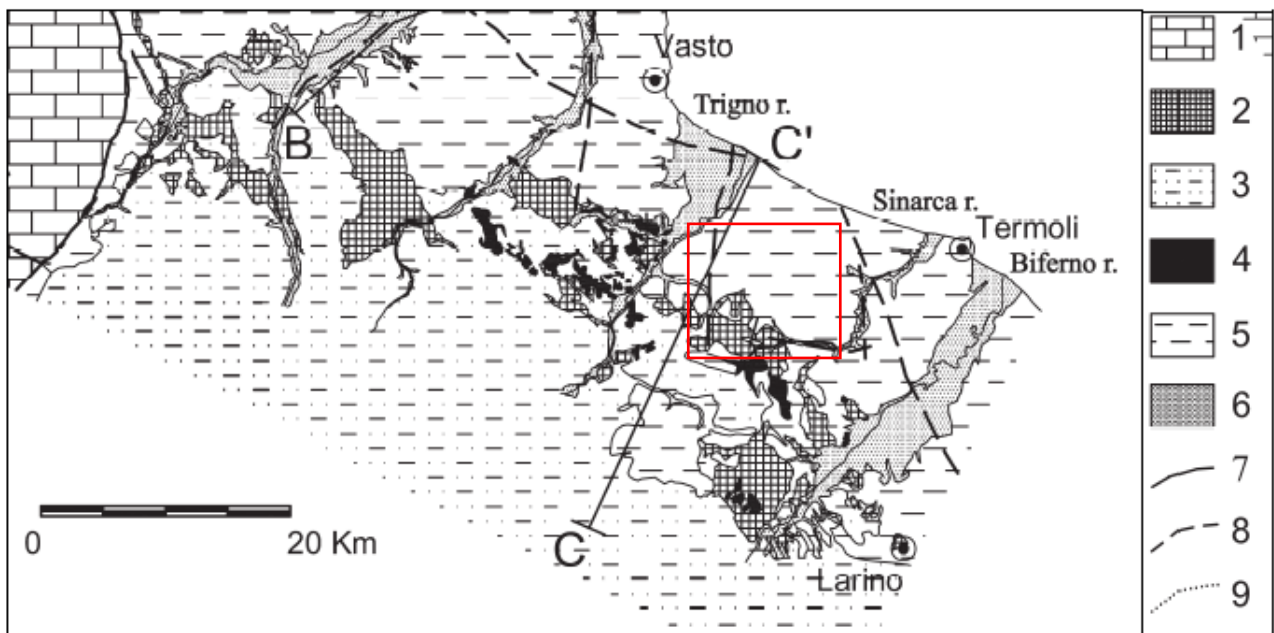 Vasto
Trigno r.
B
C'
Sinarca r.
Termoli
Biferno r.
0
20 Km
C
Larino
1
2
3
4
5
6
7
8
9